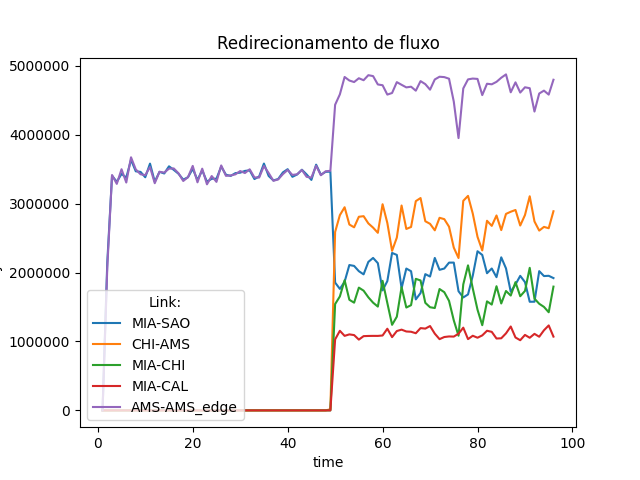 Redirecionamento de fluxo
5000000
4000000
3000000
2000000
1000000
0
Link:
MIA-SAO
CHI-AMS
MIA-CHI
MIA-CAL
AMS-AMS_edge
0 20 40 60 80 100
time